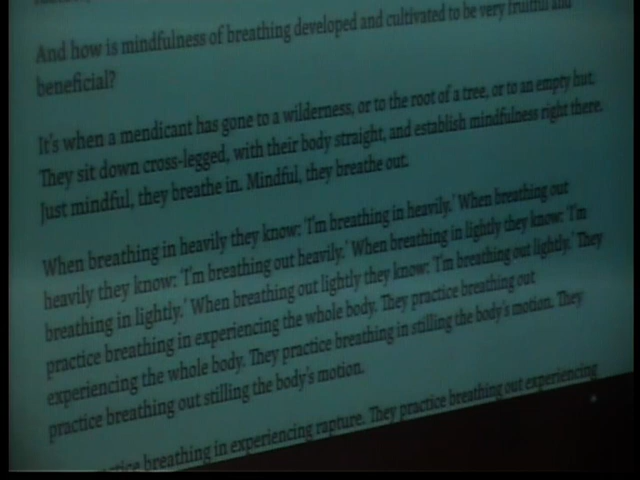 And how is mindfulness of breathing developed and cultivated to be very fruitful and
beneficial?
It's when a mendicant has gone to a wilderness, or to the root of a tree, or to an empty hut.
They sit down cross-legged, with their body straight, and establish mindfulness right there.
Just mindful, they breathe in. Mindful, they breathe out.
When breathing in heavily they know: 'I'm breathing in heavily.' When breathing out
heavily they know: 'I'm breathing out heavily.' When breathing in lightly they know: 'I'm
breathing in lightly.' When breathing out lightly they know: 'I'm breathing out lightly.' They
practice breathing in experiencing the whole body. They practice breathing out
experiencing the whole body. They practice breathing in stilling the body's motion. They
practice breathing out stilling the body's motion.
breathing in experiencing rapture. They practice breathing out experiencing